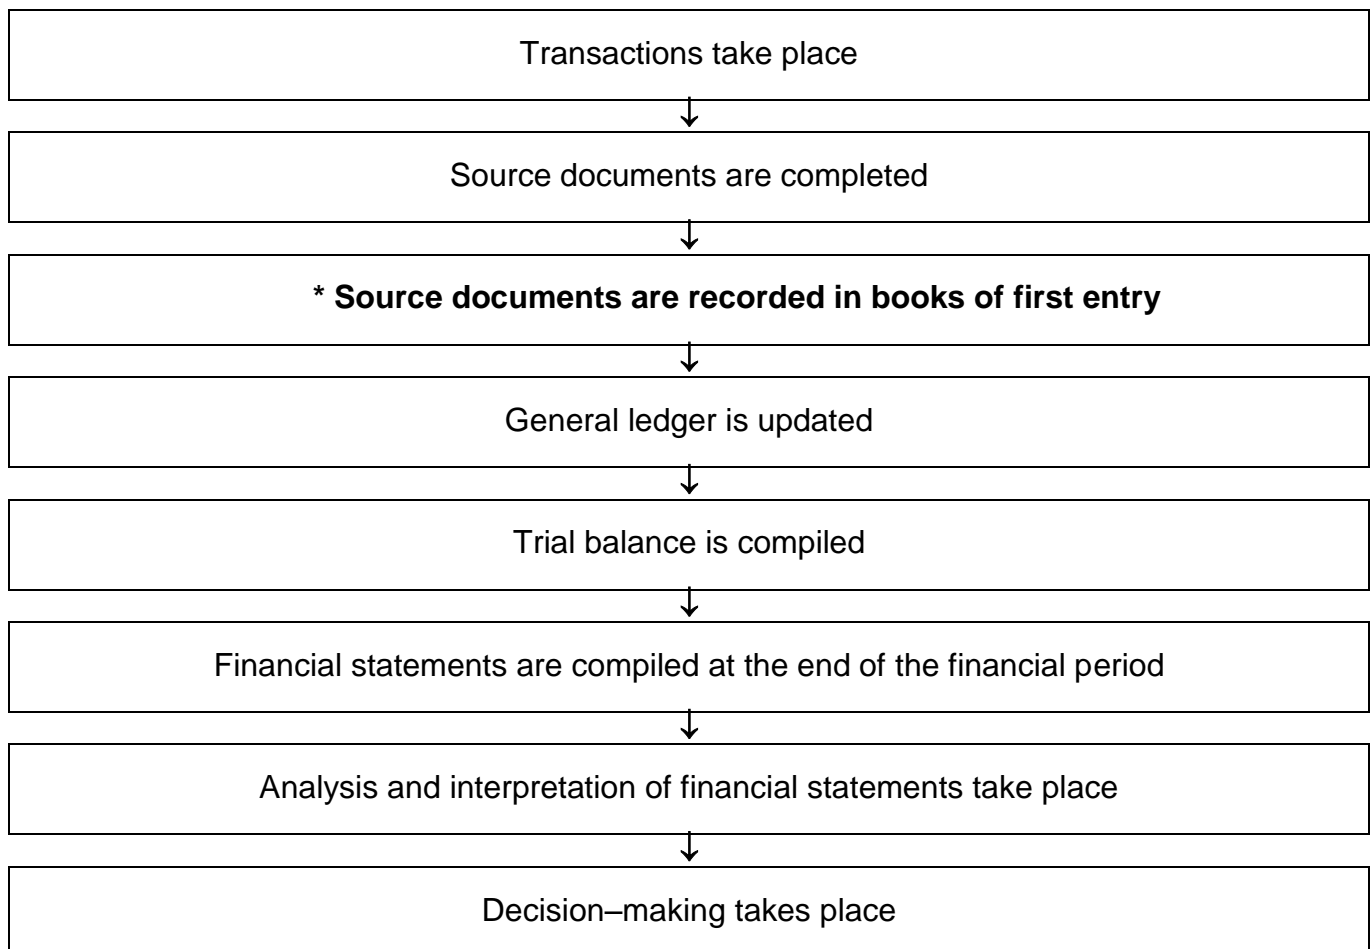 Transactions take place
Source documents are completed
* Source documents are recorded in books of first entry
General ledger is updated
Trial balance is compiled
Financial statements are compiled at the end of the financial period
Analysis and interpretation of financial statements take place
Decision–making takes place